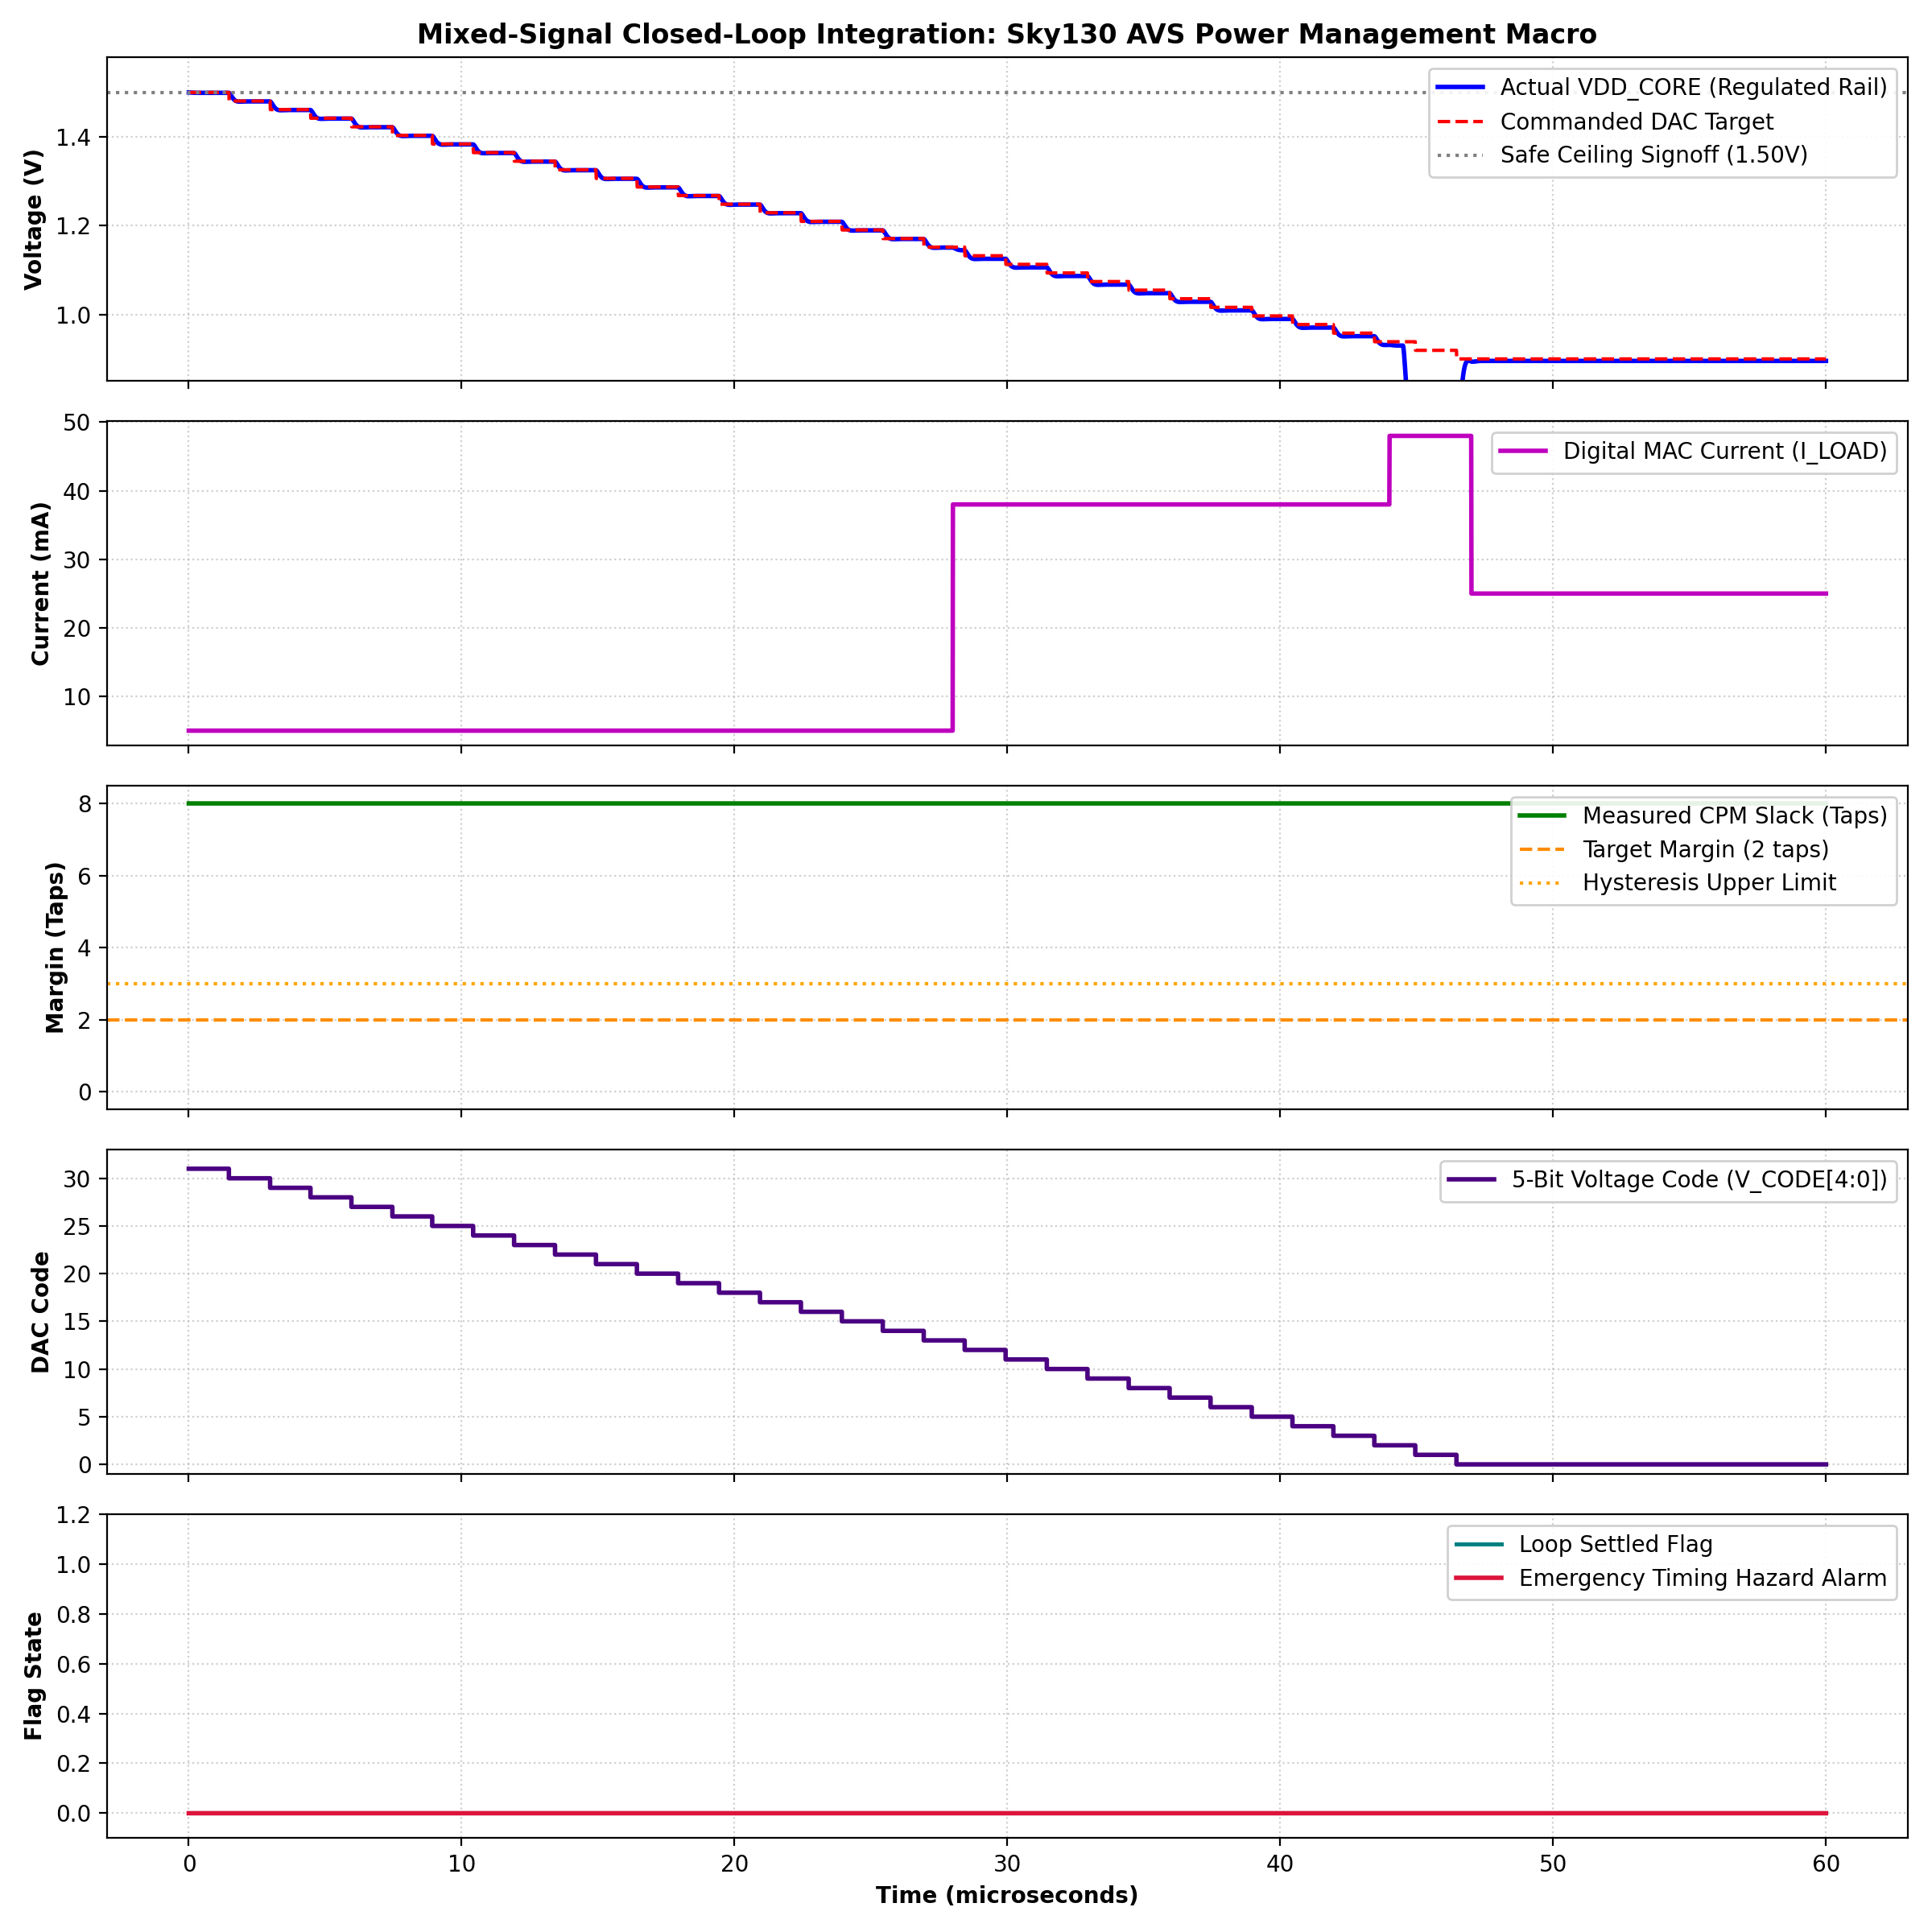 Mixed-Signal Closed-Loop Integration: Sky130 AVS Power Management Macro
Voltage (V)
1.4
1.2
1.0
Actual VDD_CORE (Regulated Rail)
Commanded DAC Target
Safe Ceiling Signoff (1.50V)
Current (mA)
50
40
30
20
10
Digital MAC Current (I_LOAD)
Margin (Taps)
8
6
4
2
0
Measured CPM Slack (Taps)
Target Margin (2 taps)
Hysteresis Upper Limit
DAC Code
30
25
20
15
10
5
0
5-Bit Voltage Code (V_CODE[4:0])
Flag State
1.2
1.0
0.8
0.6
0.4
0.2
0.0
Loop Settled Flag
Emergency Timing Hazard Alarm
0 10 20 30 40 50 60
Time (microseconds)